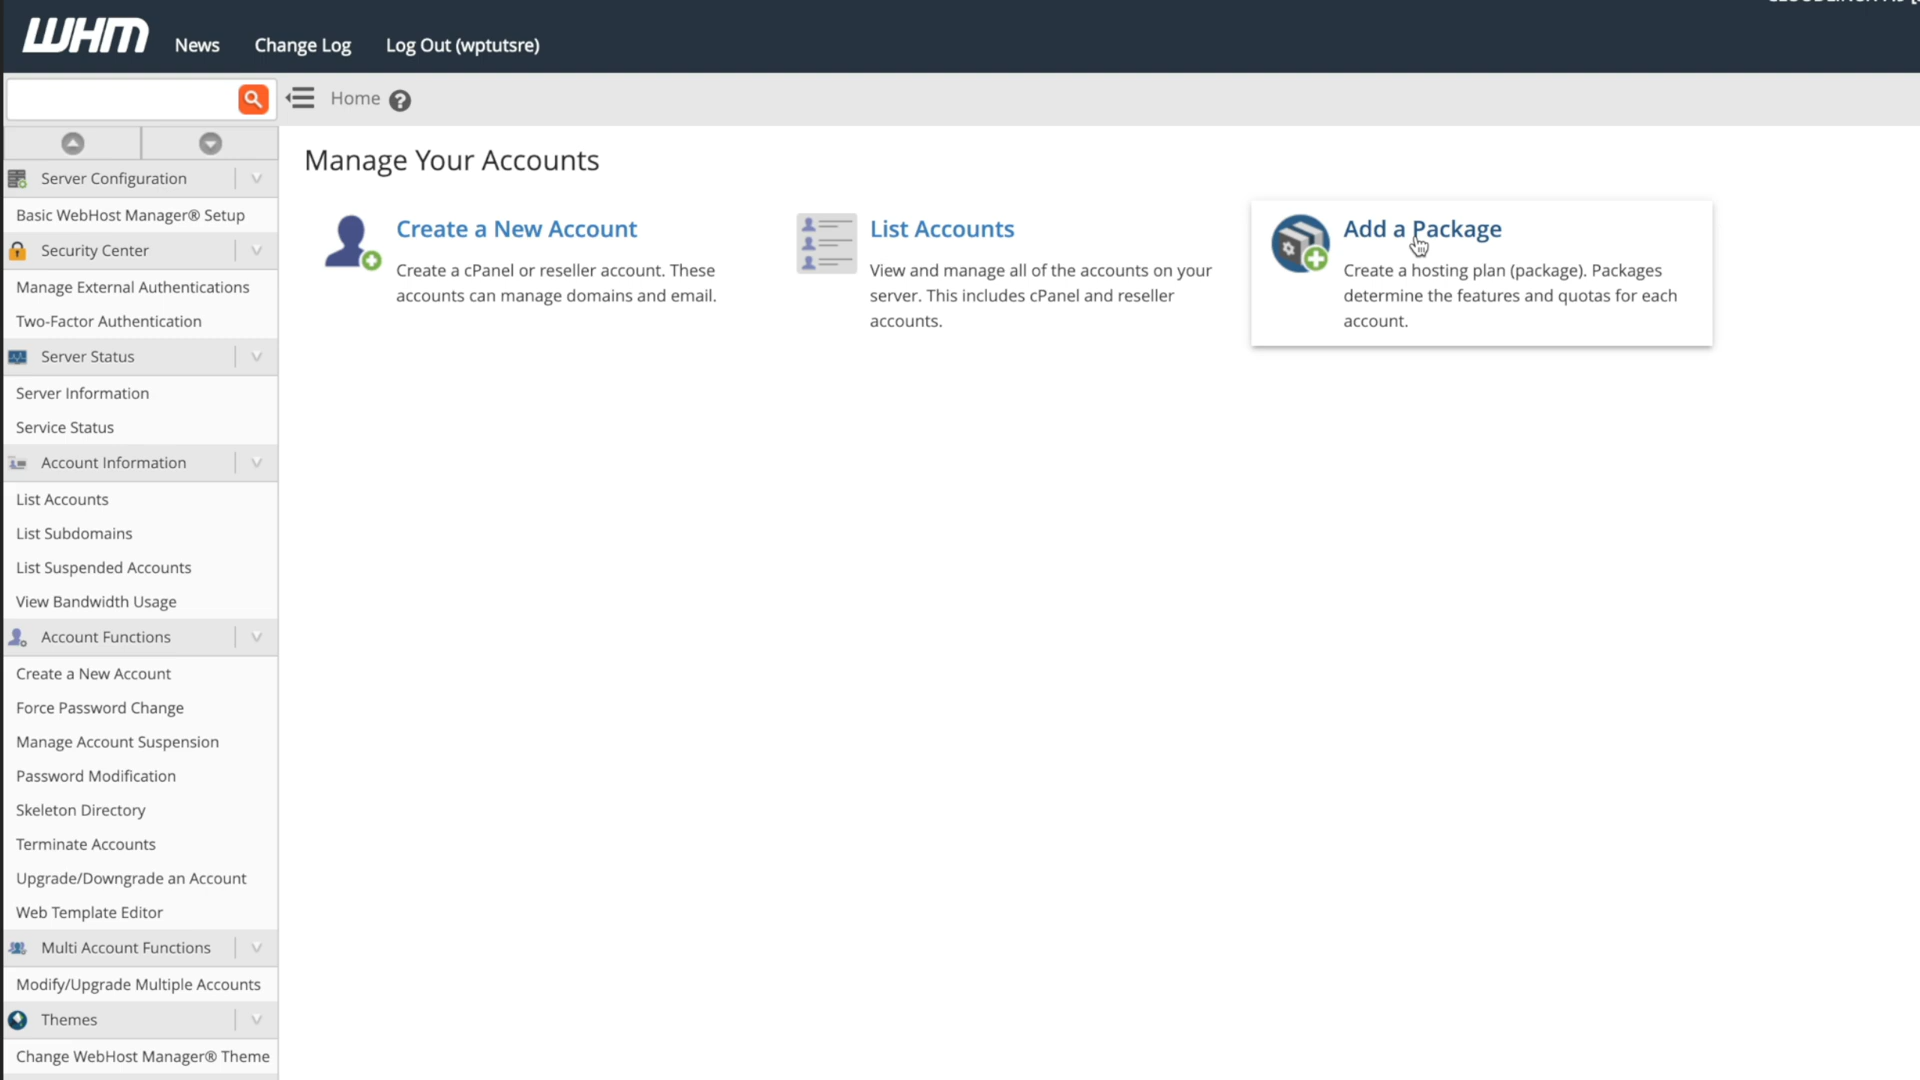 WHM
News
Change Log
Log Out (wptutsre)
Home
Server Configuration
Basic WebHost Manager® Setup
Security Center
Manage External Authentications
Two-Factor Authentication
Server Status
Server Information
Service Status
Account Information
List Accounts
List Subdomains
List Suspended Accounts
View Bandwidth Usage
Account Functions
Create a New Account
Force Password Change
Manage Account Suspension
Password Modification
Skeleton Directory
Terminate Accounts
Upgrade/Downgrade an Account
Web Template Editor
Multi Account Functions
Modify/Upgrade Multiple Accounts
Themes
Change WebHost Manager® Theme
Manage Your Accounts
Create a New Account
Create a cPanel or reseller account. These
accounts can manage domains and email.
List Accounts
View and manage all of the accounts on your
server. This includes cPanel and reseller
accounts.
Add a Package
Create a hosting plan (package). Packages
determine the features and quotas for each
account.